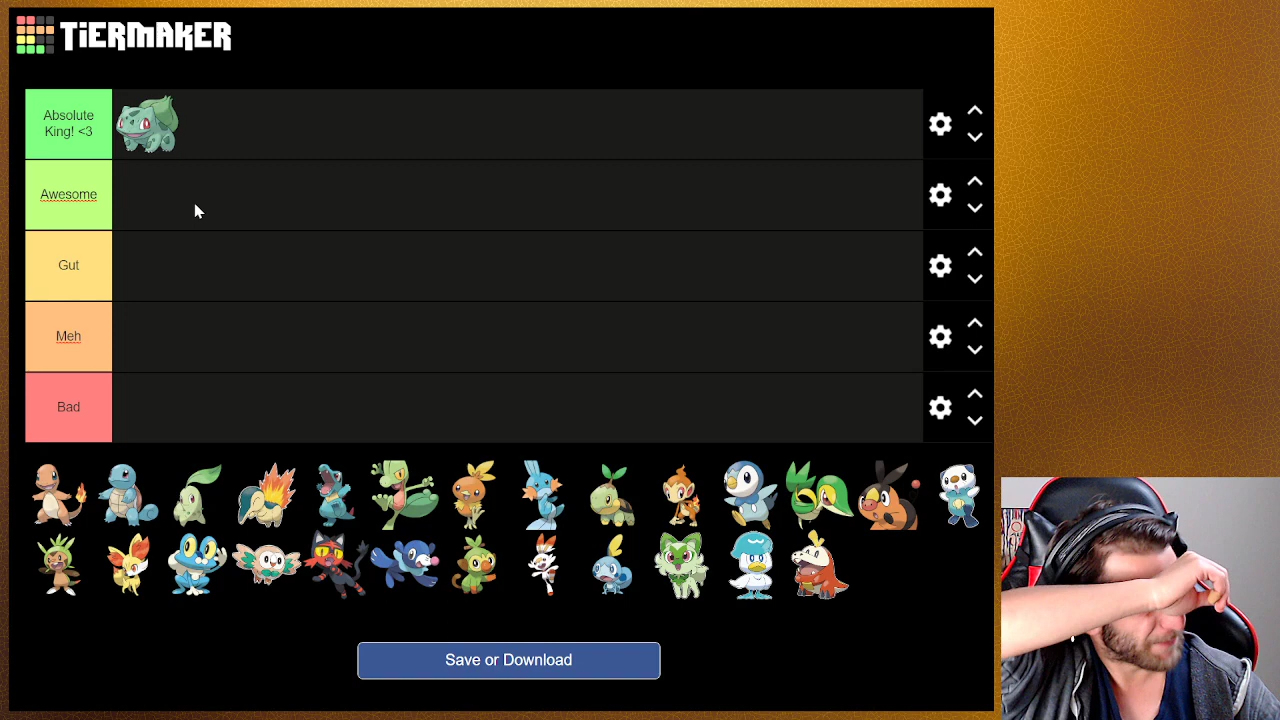 TiERMAKER
Absolute
King! <3
Awesome
Gut
Meh
Bad
Save or Download